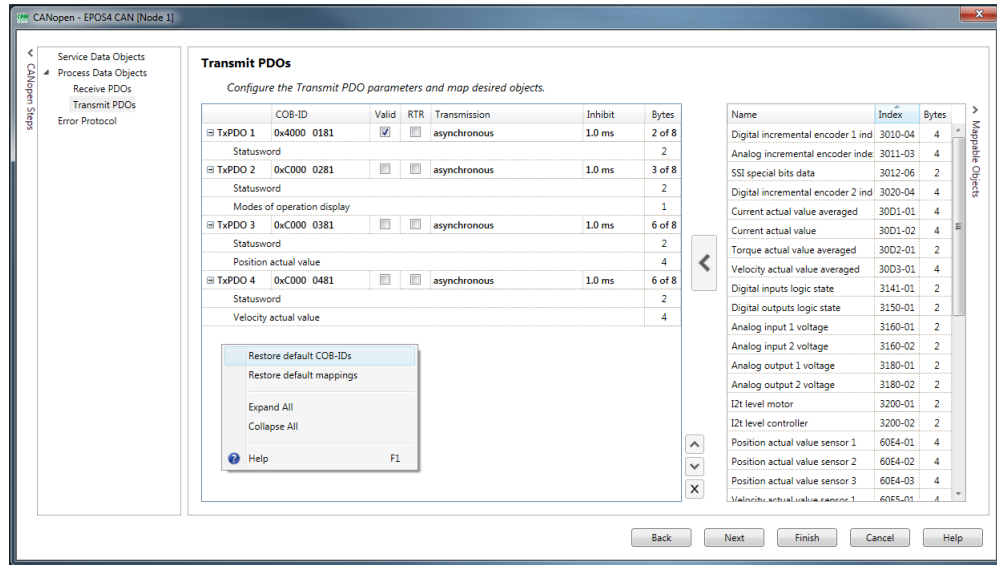 CANopen - EPOS4 CAN [Node 1]
CANopen Steps
Service Data Objects
Process Data Objects
Receive PDOs
Transmit PDOs
Error Protocol
Transmit PDOs
Configure the Transmit PDO parameters and map desired objects.
COB-ID Valid RTR Transmission Inhibit Bytes
TxPDO 1 0x4000 0181 asynchronous 1.0 ms 2 of 8
Statusword 2
TxPDO 2 0xC000 0281 asynchronous 1.0 ms 3 of 8
Statusword 2
Modes of operation display 1
TxPDO 3 0xC000 0381 asynchronous 1.0 ms 6 of 8
Statusword 2
Position actual value 4
TxPDO 4 0xC000 0481 asynchronous 1.0 ms 6 of 8
Statusword 2
Velocity actual value 4
Restore default COB-IDs
Restore default mappings
Expand All
Collapse All
Help F1
Name Index Bytes
Digital incremental encoder 1 ind 3010-04 4
Analog incremental encoder inde 3011-03 4
SSI special bits data 3012-06 2
Digital incremental encoder 2 ind 3020-04 4
Current actual value averaged 30D1-01 4
Current actual value 30D1-02 4
Torque actual value averaged 30D2-01 2
Velocity actual value averaged 30D3-01 4
Digital inputs logic state 3141-01 2
Digital outputs logic state 3150-01 2
Analog input 1 voltage 3160-01 2
Analog input 2 voltage 3160-02 2
Analog output 1 voltage 3180-01 2
Analog output 2 voltage 3180-02 2
I2t level motor 3200-01 2
I2t level controller 3200-02 2
Position actual value sensor 1 60E4-01 4
Position actual value sensor 2 60E4-02 4
Position actual value sensor 3 60E4-03 4
Velocity actual value sensor 1 60E5-01 4
Mappable Objects
Back Next Finish Cancel Help